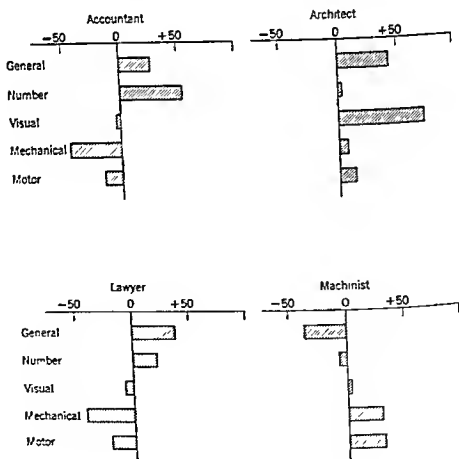 Accountant Architect
-50 0 +50 -50 0 +50
General
Number
Visual
Mechanical
Motor
Lawyer Machinist
-50 0 +50 -50 0 +50
General
Number
Visual
Mechanical
Motor